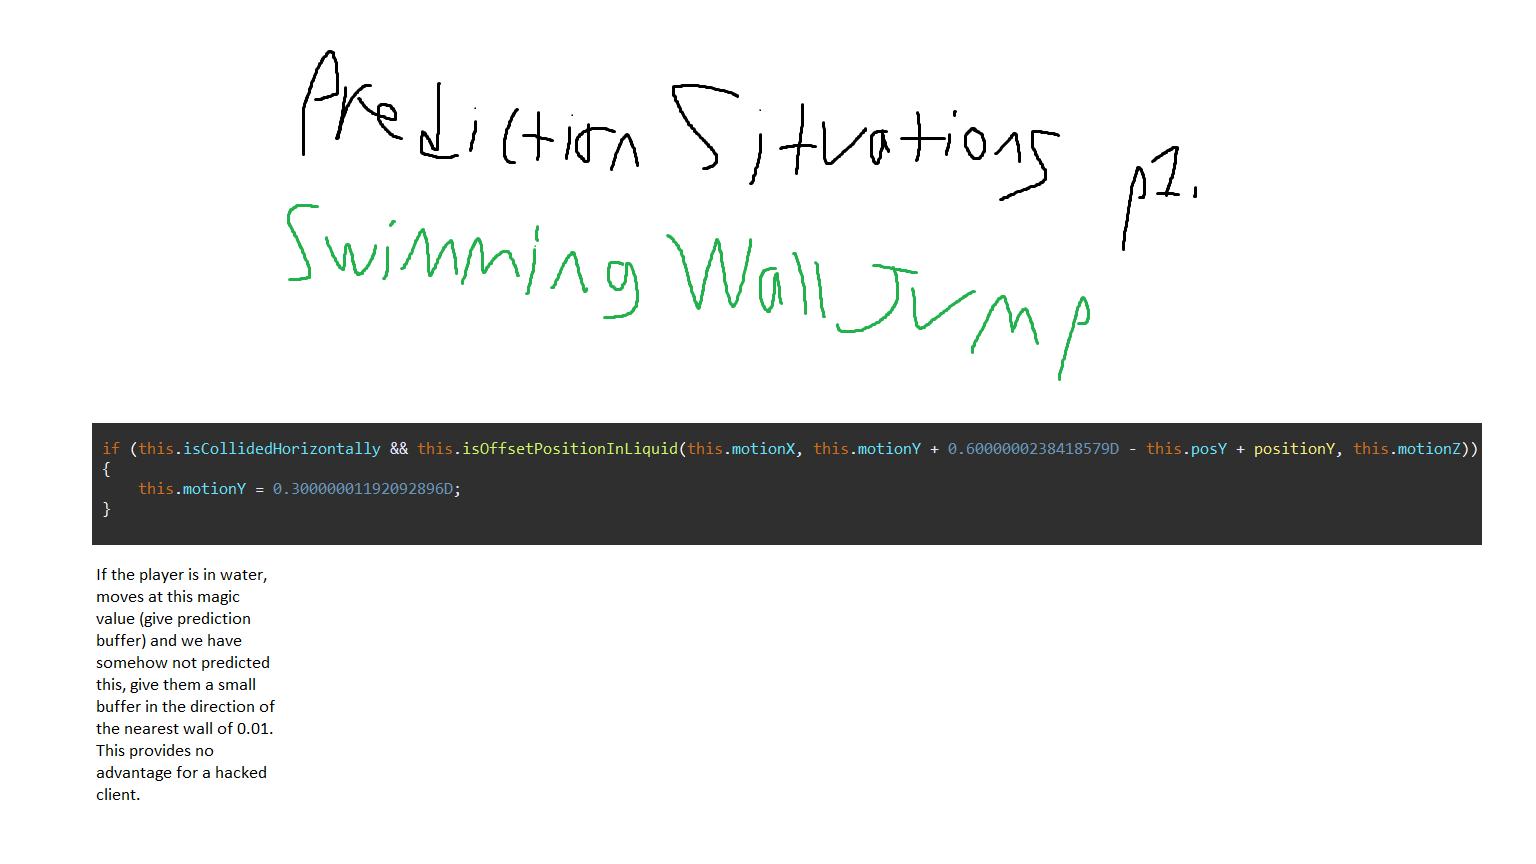 Prediction Situations p1.
Swimming Wall Jump
if (this.isCollidedHorizontally && this.isOffsetPositionInLiquid(this.motionX, this.motionY + 0.6000000238418579D - this.posY + positionY, this.motionZ))
{
    this.motionY = 0.30000001192092896D;
}
If the player is in water,
moves at this magic
value (give prediction
buffer) and we have
somehow not predicted
this, give them a small
buffer in the direction of
the nearest wall of 0.01.
This provides no
advantage for a hacked
client.